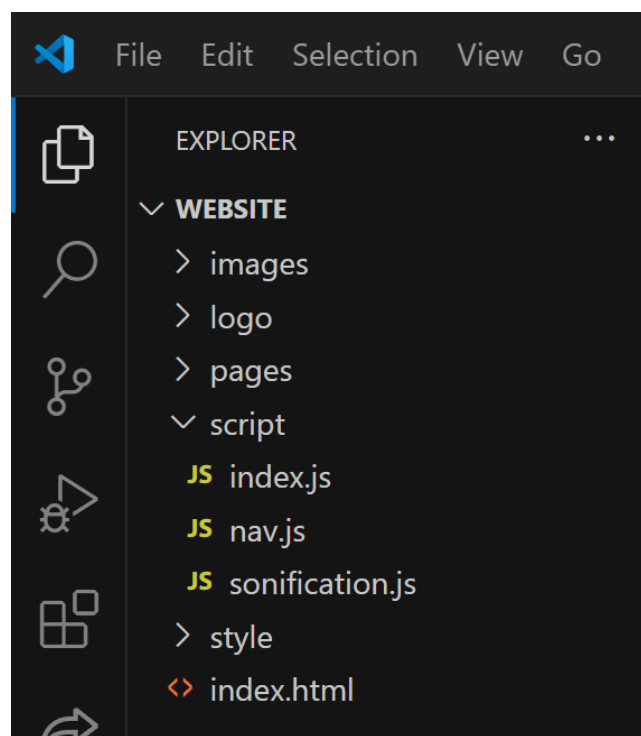 File Edit Selection View Go
EXPLORER ...
WEBSITE
images
logo
pages
script
JS index.js
JS nav.js
JS sonification.js
style
<> index.html